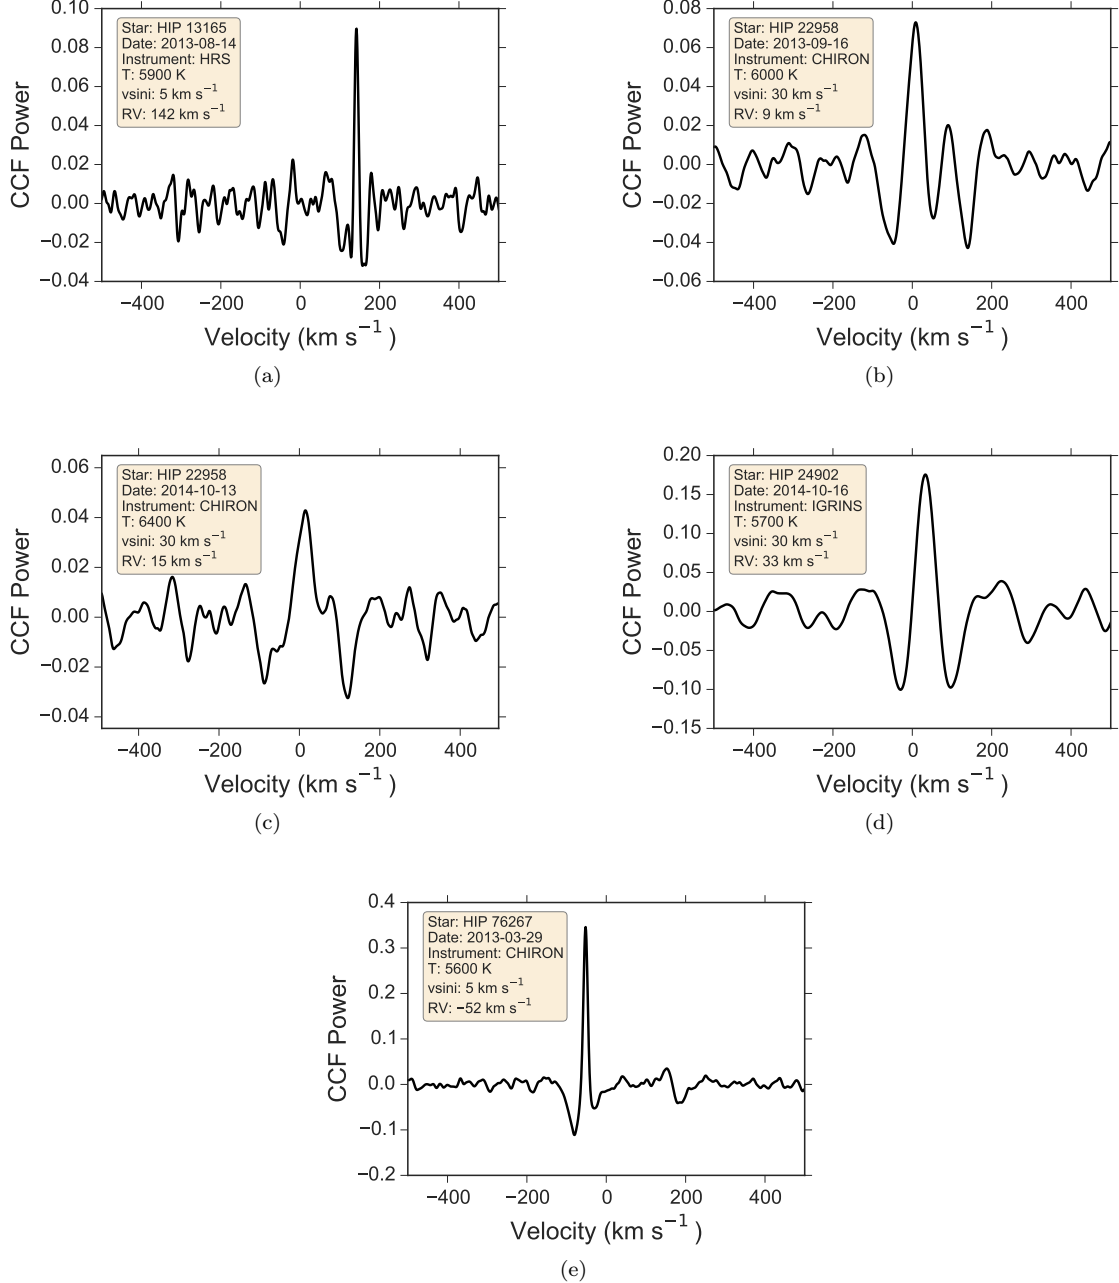 0.10
0.08
0.06
0.04
0.02
0.00
−0.02
−0.04
CCF Power
Star: HIP 13165
Date: 2013-08-14
Instrument: HRS
T: 5900 K
vsini: 5 km s⁻¹
RV: 142 km s⁻¹
−400 −200 0 200 400
Velocity (km s⁻¹ )
(a)
0.08
0.06
0.04
0.02
0.00
−0.02
−0.04
−0.06
CCF Power
Star: HIP 22958
Date: 2013-09-16
Instrument: CHIRON
T: 6000 K
vsini: 30 km s⁻¹
RV: 9 km s⁻¹
−400 −200 0 200 400
Velocity (km s⁻¹ )
(b)
0.06
0.04
0.02
0.00
−0.02
−0.04
CCF Power
Star: HIP 22958
Date: 2014-10-13
Instrument: CHIRON
T: 6400 K
vsini: 30 km s⁻¹
RV: 15 km s⁻¹
−400 −200 0 200 400
Velocity (km s⁻¹ )
(c)
0.20
0.15
0.10
0.05
0.00
−0.05
−0.10
−0.15
CCF Power
Star: HIP 24902
Date: 2014-10-16
Instrument: IGRINS
T: 5700 K
vsini: 30 km s⁻¹
RV: 33 km s⁻¹
−400 −200 0 200 400
Velocity (km s⁻¹ )
(d)
0.4
0.3
0.2
0.1
0.0
−0.1
−0.2
CCF Power
Star: HIP 76267
Date: 2013-03-29
Instrument: CHIRON
T: 5600 K
vsini: 5 km s⁻¹
RV: −52 km s⁻¹
−400 −200 0 200 400
Velocity (km s⁻¹ )
(e)